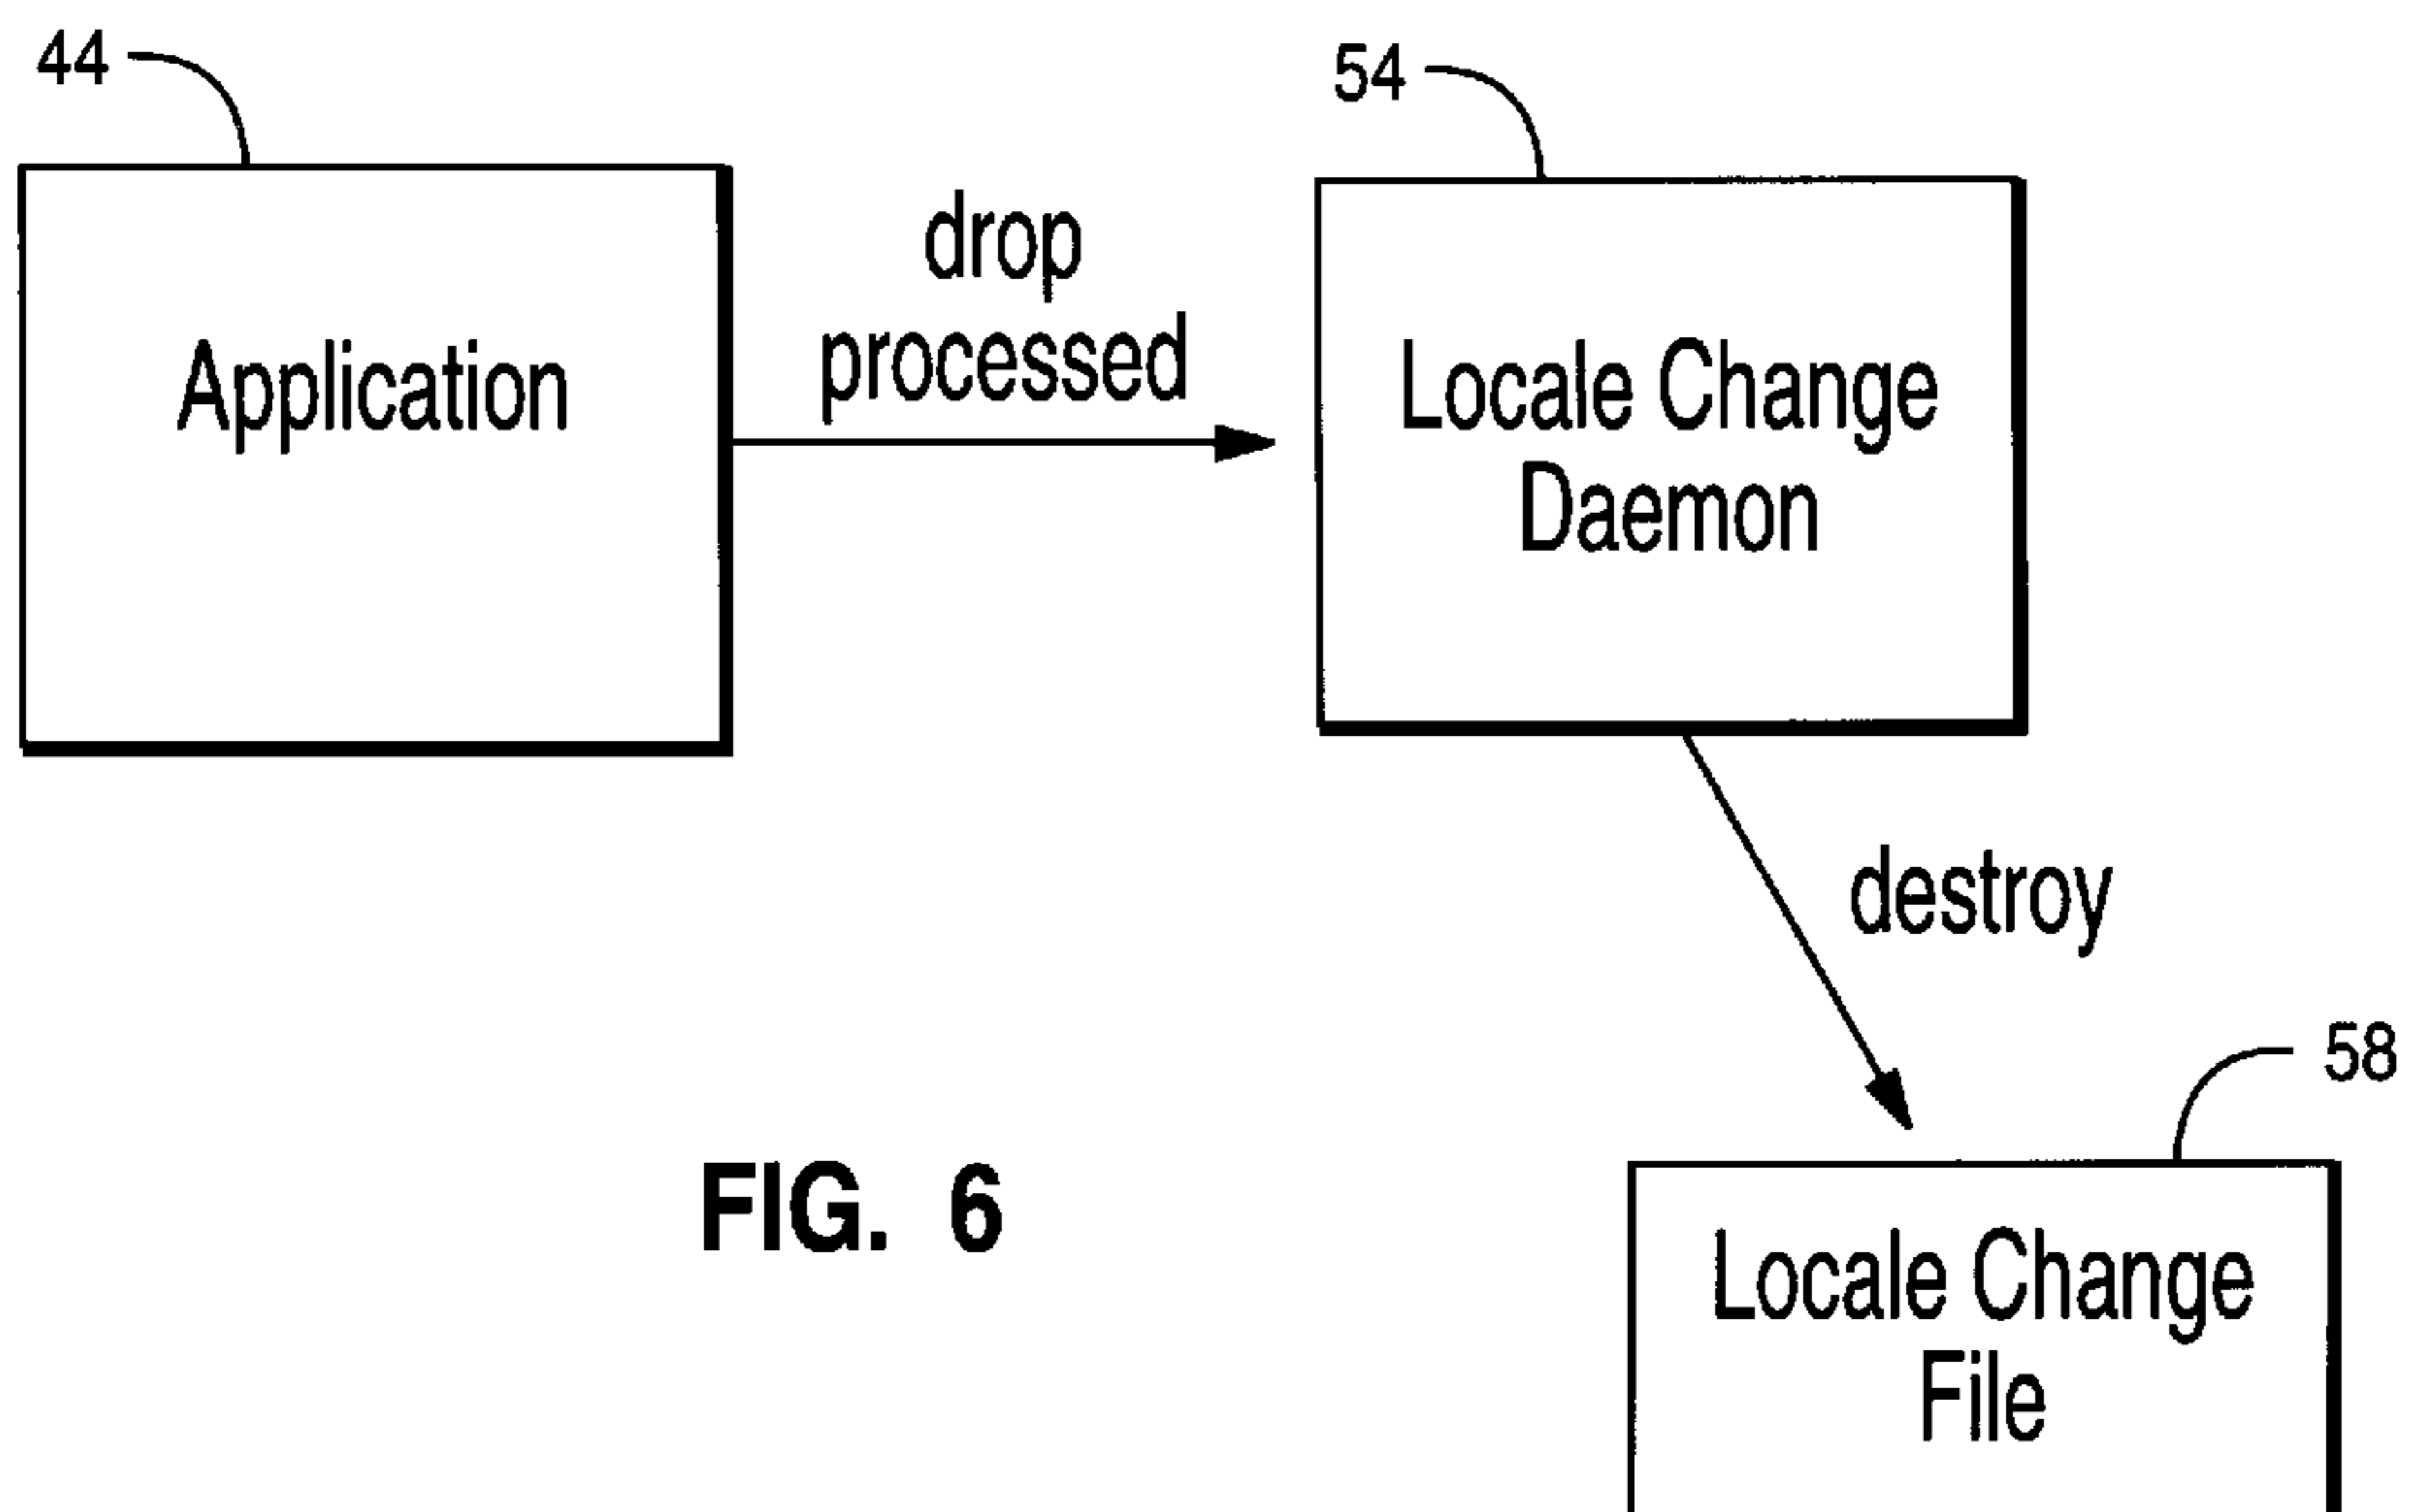 44
54
drop
processed
Application
Locale Change
Daemon
destroy
58
FIG. 6
Locale Change
File